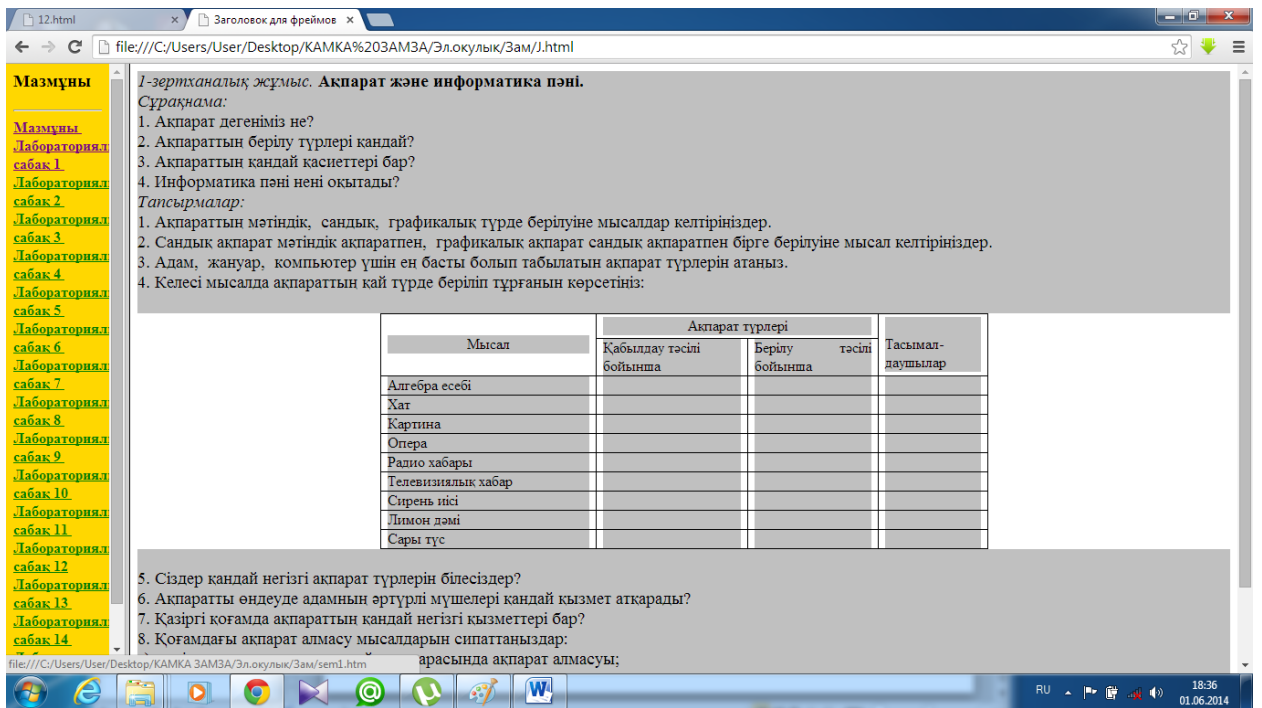 12.html
Заголовок для фреймов
file:///C:/Users/User/Desktop/КАМКА%20ЗАМЗА/Эл.окулык/Зам/J.html
Мазмұны
Мазмұны
Лабораториял
сабақ 1
Лабораториял
сабақ 2
Лабораториял
сабақ 3
Лабораториял
сабақ 4
Лабораториял
сабақ 5
Лабораториял
сабақ 6
Лабораториял
сабақ 7
Лабораториял
сабақ 8
Лабораториял
сабақ 9
Лабораториял
сабақ 10
Лабораториял
сабақ 11
Лабораториял
сабақ 12
Лабораториял
сабақ 13
Лабораториял
сабақ 14
1-зертханалық жұмыс. Ақпарат және информатика пәні.
Сұрақнама:
1. Ақпарат дегеніміз не?
2. Ақпараттың берілу түрлері қандай?
3. Ақпараттың қандай қасиеттері бар?
4. Информатика пәні нені оқытады?
Тапсырмалар:
1. Ақпараттың мәтіндік, сандық, графикалық түрде берілуіне мысалдар келтіріңіздер.
2. Сандық ақпарат мәтіндік ақпаратпен, графикалық ақпарат сандық ақпаратпен бірге берілуіне мысал келтіріңіздер.
3. Адам, жануар, компьютер үшін ең басты болып табылатын ақпарат түрлерін атаңыз.
4. Келесі мысалда ақпараттың қай түрде беріліп тұрғанын көрсетіңіз:
Мысал
Ақпарат түрлері
Қабылдау тәсілі
бойынша
Берілу тәсілі
бойынша
Тасымал-
даушылар
Алгебра есебі
Хат
Картина
Опера
Радио хабары
Телевизиялық хабар
Сирень иісі
Лимон дәмі
Сары түс
5. Сіздер қандай негізгі ақпарат түрлерін білесіздер?
6. Ақпаратты өңдеуде адамның әртүрлі мүшелері қандай қызмет атқарады?
7. Қазіргі қоғамда ақпараттың қандай негізгі қызметтері бар?
8. Қоғамдағы ақпарат алмасу мысалдарын сипаттаңыздар:
арасында ақпарат алмасуы;
file:///C:/Users/User/Desktop/КАМКА ЗАМЗА/Эл.окулык/Зам/sem1.htm
RU
18:36
01.06.2014